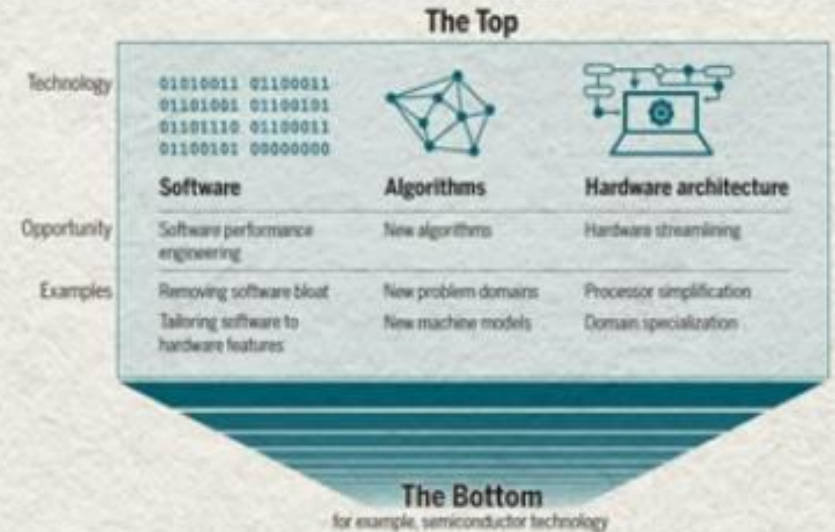 The Top
Technology
01010011 01100011
01101001 01100101
01101110 01100011
01100101 00000000
Software Algorithms Hardware architecture
Opportunity Software performance New algorithms Hardware streamlining
engineering
Examples Removing software bloat New problem domains Processor simplification
Tailoring software to New machine models Domain specialization
hardware features
The Bottom
for example, semiconductor technology